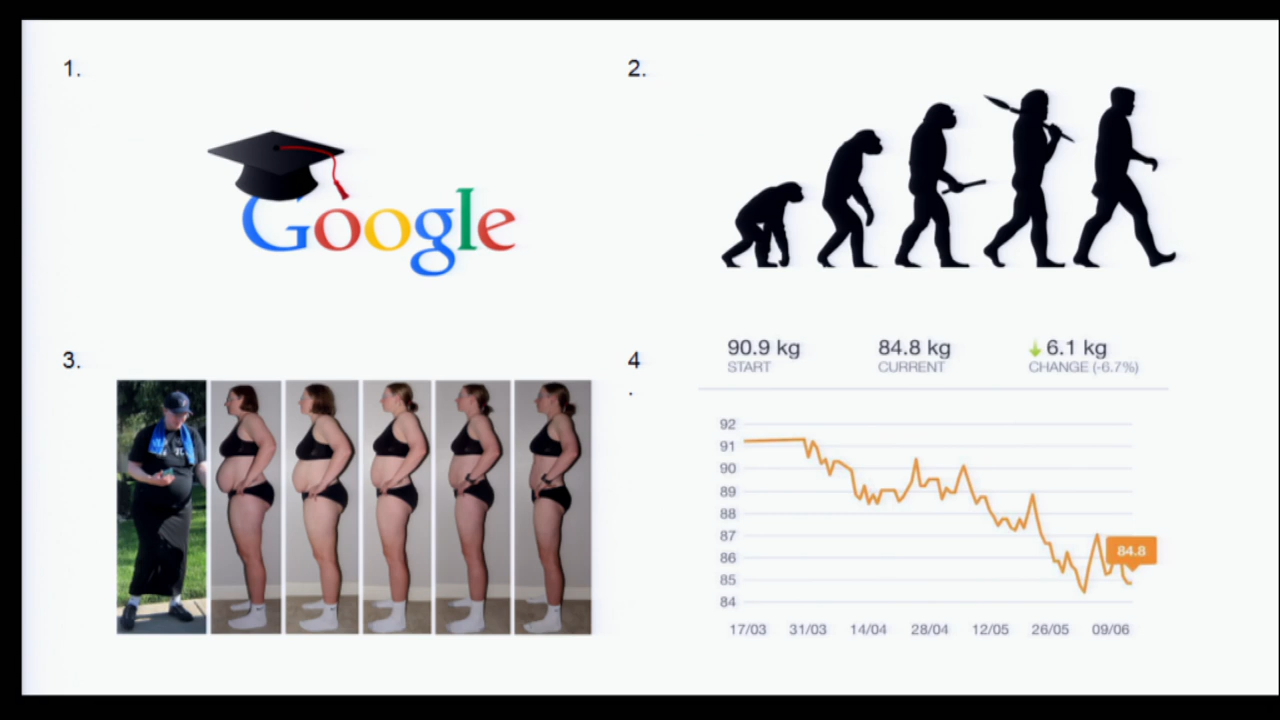 1.
2.
Google
3.
4
.
90.9 kg
START
84.8 kg
CURRENT
6.1 kg
CHANGE (-6.7%)
92
91
90
89
88
87
86
85
84
84.8
17/03 31/03 14/04 28/04 12/05 26/05 09/06